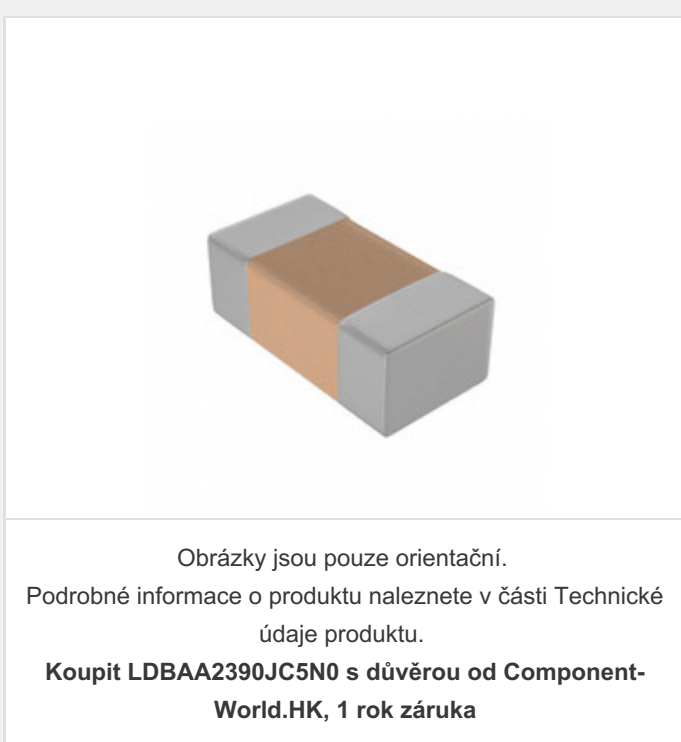 Obrázky jsou pouze orientační.
Podrobné informace o produktu naleznete v části Technické
údaje produktu.
Koupit LDBAA2390JC5N0 s důvěrou od Component-
World.HK, 1 rok záruka